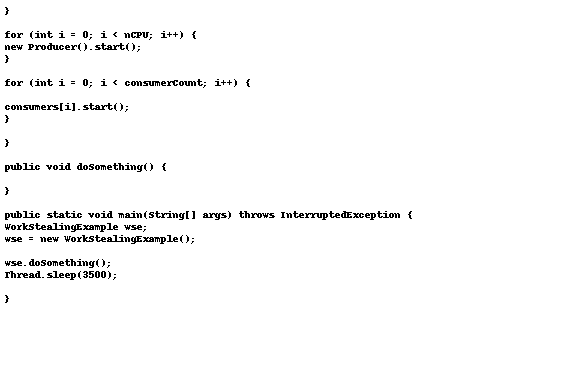 }
for (int i = 0; i < nCPU; i++) {
new Producer().start();
}
for (int i = 0; i < consumerCount; i++) {
consumers[i].start();
}
}
public void doSomething() {
}
public static void main(String[] args) throws InterruptedException {
WorkStealingExample wse;
wse = new WorkStealingExample();
wse.doSomething();
Thread.sleep(3500);
}